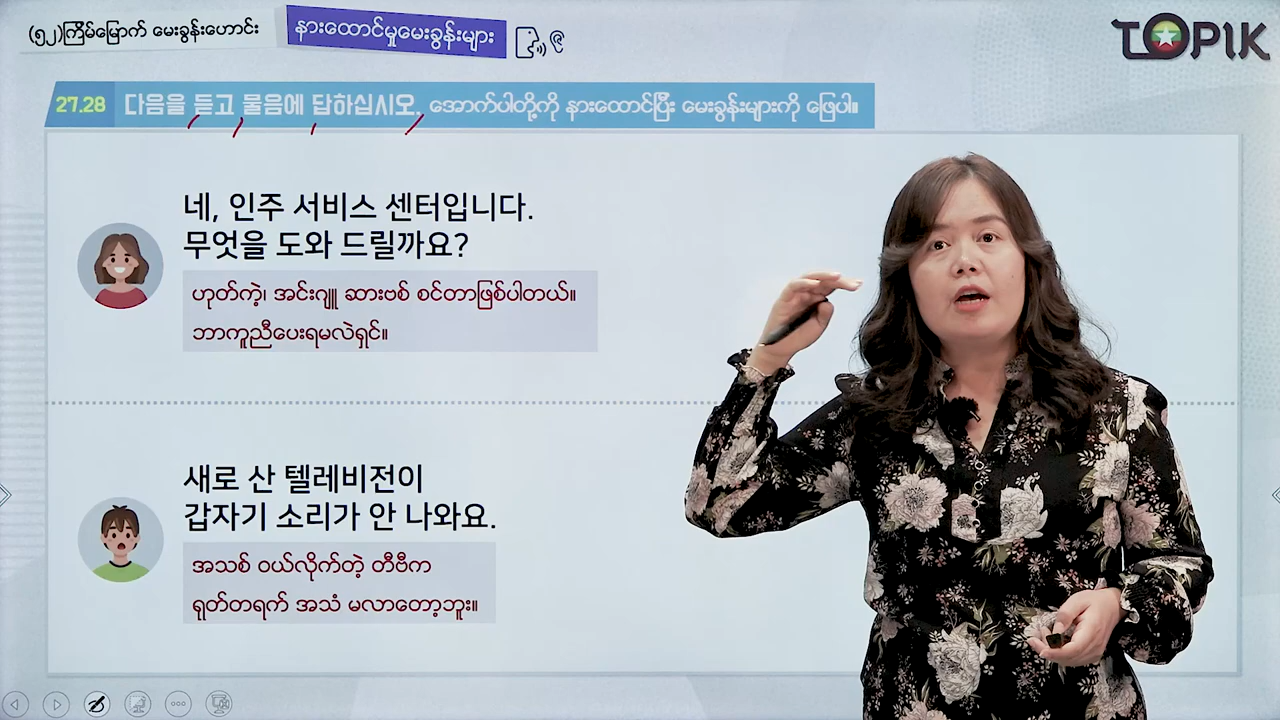 (၅၂)ကြိမ်မြောက် မေးခွန်းဟောင်း
နားထောင်မှုမေးခွန်းများ
TOPIK
27.28 다음을 듣고 물음에 답하십시오. အောက်ပါတို့ကို နားထောင်ပြီး မေးခွန်းများကို ဖြေပါ။
네, 인주 서비스 센터입니다.
무엇을 도와 드릴까요?
ဟုတ်ကဲ့၊ အင်းဂျူ ဆားဗစ် စင်တာဖြစ်ပါတယ်။
ဘာကူညီပေးရမလဲရှင်။
새로 산 텔레비전이
갑자기 소리가 안 나와요.
အသစ် ဝယ်လိုက်တဲ့ တီဗီက
ရုတ်တရက် အသံ မလာတော့ဘူး။